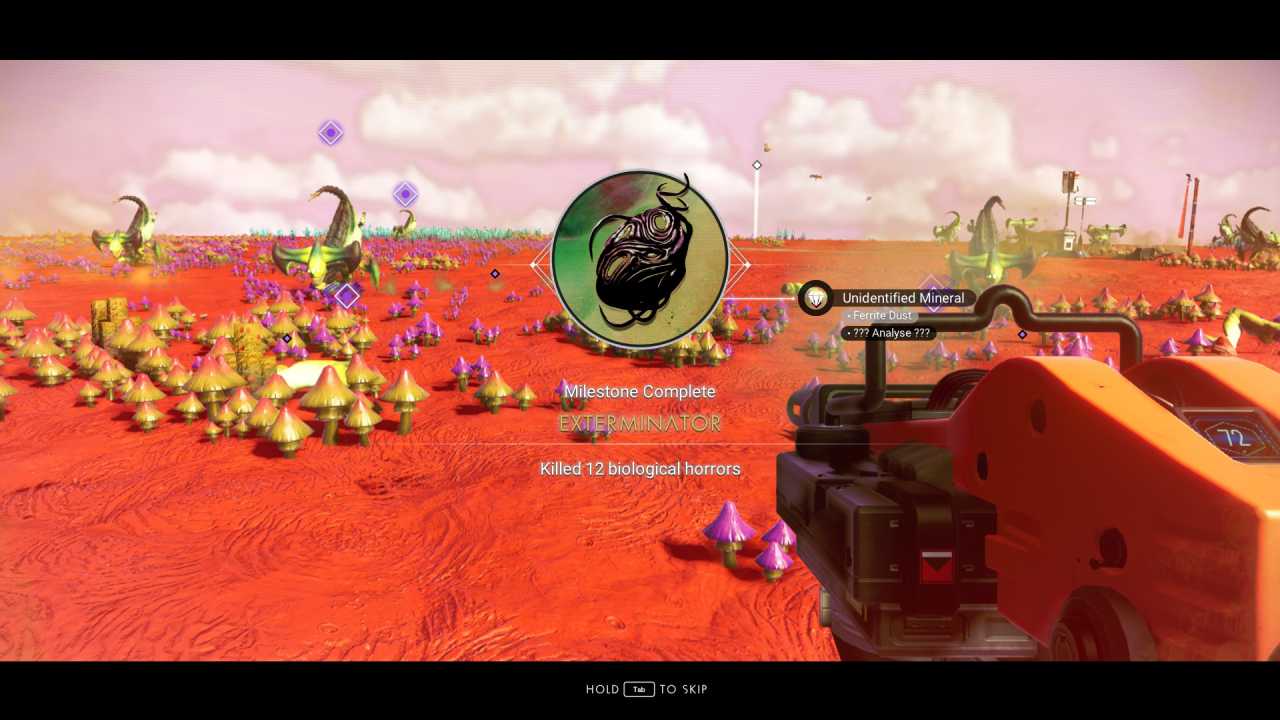 Unidentified Mineral
• Ferrite Dust
• ??? Analyse ???
Milestone Complete
EXTERMINATOR
Killed 12 biological horrors
72
HOLD Tab TO SKIP